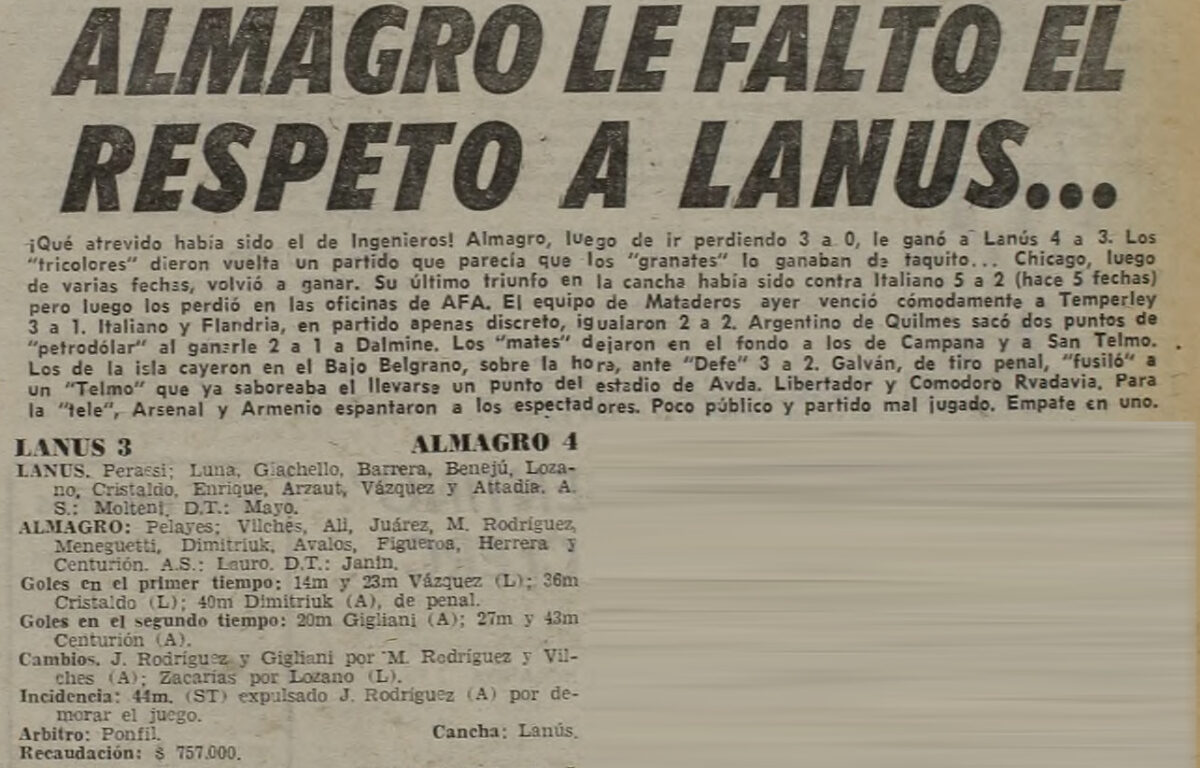 ALMAGRO LE FALTO EL
RESPETO A LANUS...
¡Qué atrevido había sido el de Ingenieros! Almagro, luego de ir perdiendo 3 a 0, le ganó a Lanús 4 a 3. Los
"tricolores" dieron vuelta un partido que parecía que los "granates" lo ganaban de taquito... Chicago, luego
de varias fechas, volvió a ganar. Su último triunfo en la cancha había sido contra Italiano 5 a 2 (hace 5 fechas)
pero luego los perdió en las oficinas de AFA. El equipo de Mataderos ayer venció cómodamente a Temperley
3 a 1. Italiano y Flandria, en partido apenas discreto, igualaron 2 a 2. Argentino de Quilmes sacó dos puntos de
"petrodólar" al ganarle 2 a 1 a Dalmine. Los "mates" dejaron en el fondo a los de Campana y a San Telmo.
Los de la isla cayeron en el Bajo Belgrano, sobre la hora, ante "Defe" 3 a 2. Galván, de tiro penal, "fusiló" a
un "Telmo" que ya saboreaba el llevarse un punto del estadio de Avda. Libertador y Comodoro Rvadavia. Para
la "tele", Arsenal y Armenio espantaron a los espectadores. Poco público y partido mal jugado. Empate en uno.
LANUS 3 ALMAGRO 4
LANUS. Perassi; Luna, Giachello, Barrera, Benejú, Loza-
no, Cristaldo, Enrique, Arzaut, Vázquez y Attadía. A.
S.: Molteni. D.T.: Mayo.
ALMAGRO: Pelayes; Vilches, Ali, Juárez, M. Rodríguez,
Meneguetti, Dimitriuk, Avalos, Figueroa, Herrera y
Centurión. A.S.: Lauro. D.T.: Janin.
Goles en el primer tiempo: 14m y 23m Vázquez (L); 36m
Cristaldo (L); 40m Dimitriuk (A), de penal.
Goles en el segundo tiempo: 20m Gigliani (A); 27m y 43m
Centurión (A).
Cambios. J. Rodríguez y Gigliani por M. Rodríguez y Vil-
ches (A); Zacarías por Lozano (L).
Incidencia: 44m. (ST) expulsado J. Rodríguez (A) por de-
morar el juego.
Arbitro: Ponfil. Cancha: Lanús.
Recaudación: $ 757.000.